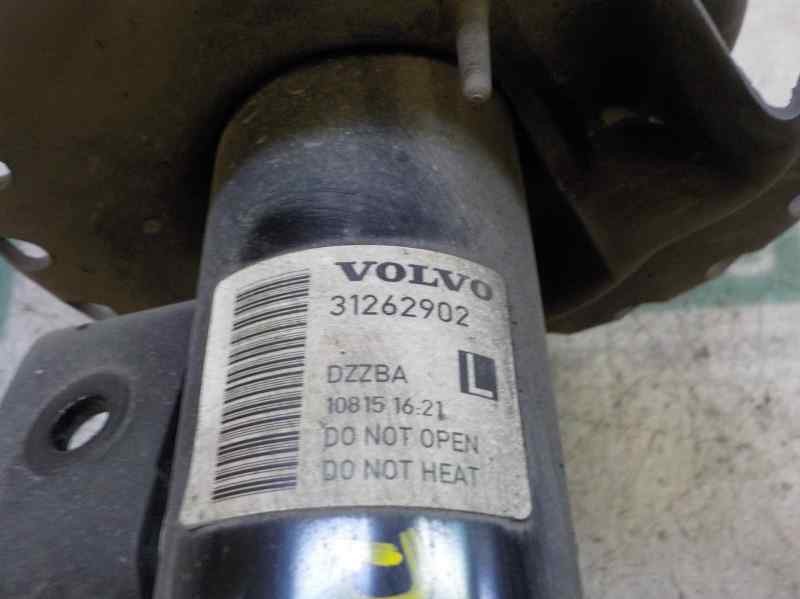 VOLVO
31262902
DZZBA
L
10815 16:21
DO NOT OPEN
DO NOT HEAT